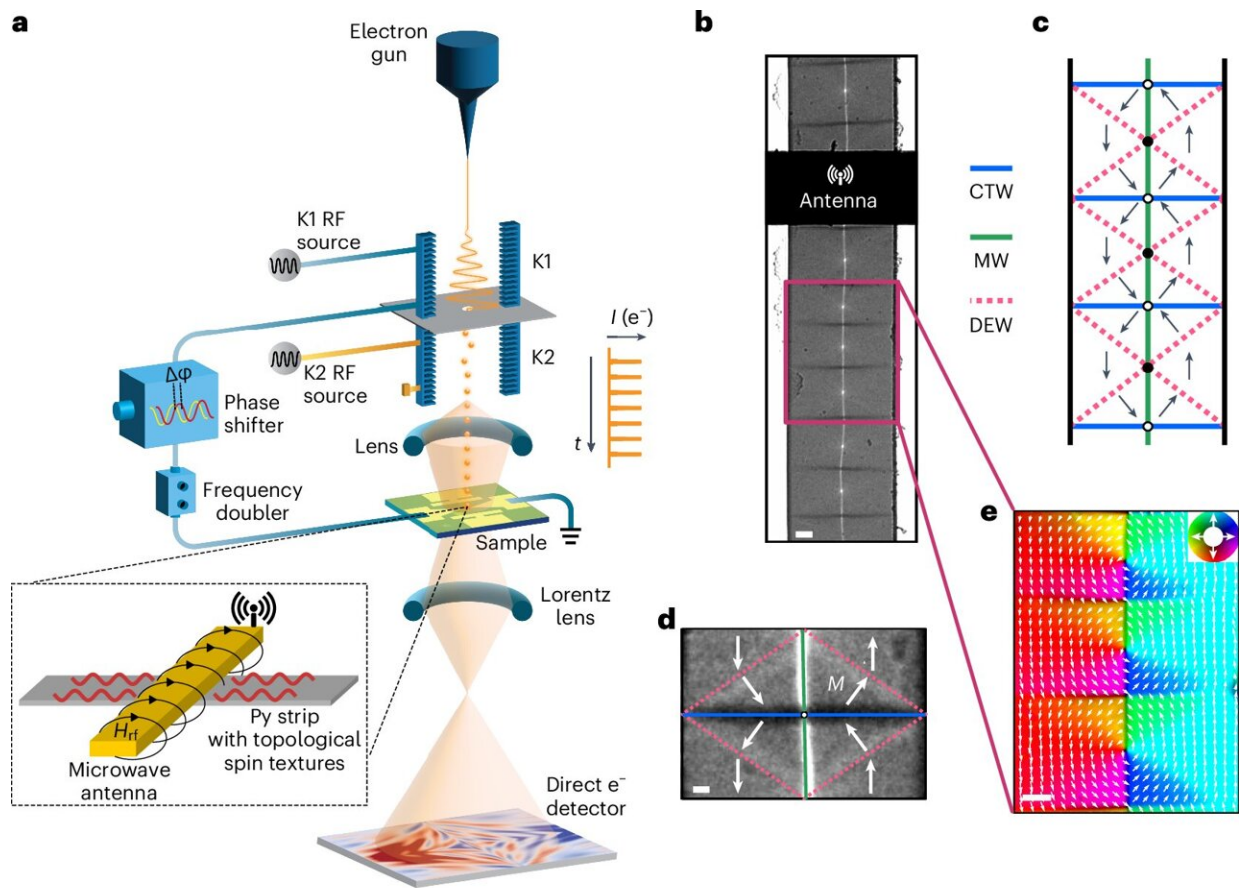 a
Electron
gun
K1 RF
source
K1
I (e⁻)
K2
K2 RF
source
Δφ
Phase
shifter
Lens
t
Frequency
doubler
Sample
Lorentz
lens
H_rf
Py strip
with topological
spin textures
Microwave
antenna
Direct e⁻
detector
b
Antenna
c
CTW
MW
DEW
d
M
e